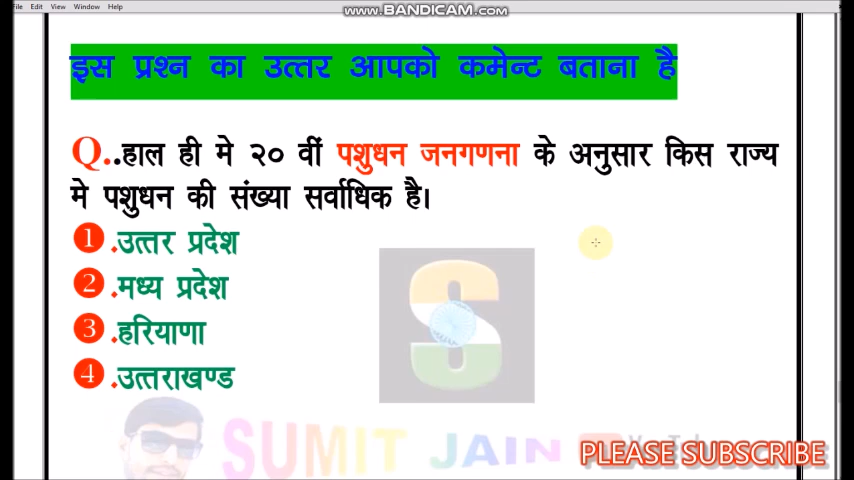 File Edit View Window Help
www.BANDICAM.com
इस प्रश्न का उत्तर आपको कमेन्ट बताना है
Q..हाल ही मे २० वीं पशुधन जनगणना के अनुसार किस राज्य
मे पशुधन की संख्या सर्वाधिक है।
1.उत्तर प्रदेश
2.मध्य प्रदेश
3.हरियाणा
4.उत्तराखण्ड
S
SUMIT JAIN
PLEASE SUBSCRIBE